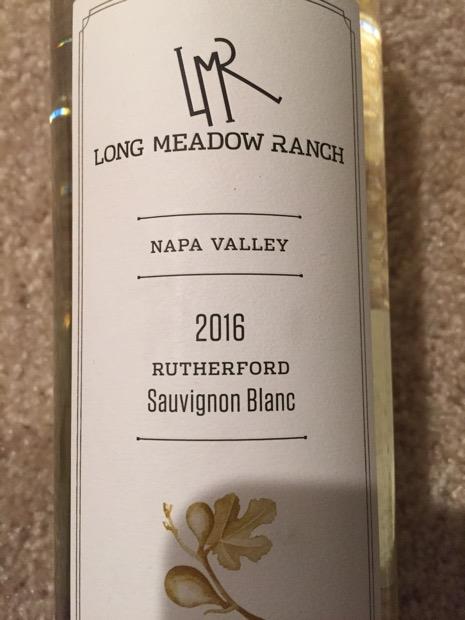 LMR
LONG MEADOW RANCH
NAPA VALLEY
2016
RUTHERFORD
Sauvignon Blanc